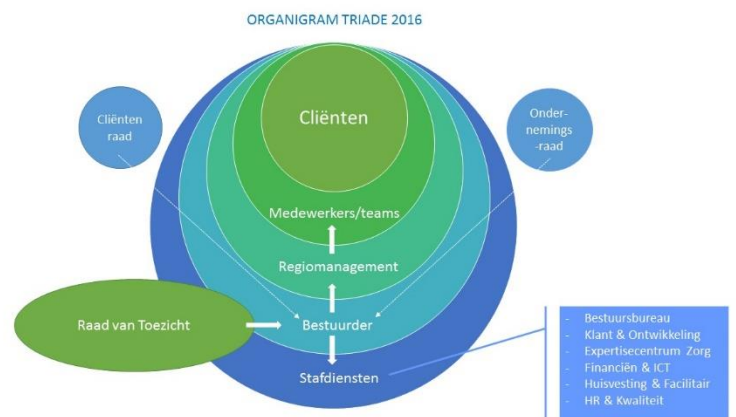 ORGANIGRAM TRIADE 2016
Cliënten
raad
Cliënten
Onder-
nemings
-raad
Medewerkers/teams
Regiomanagement
Raad van Toezicht
Bestuurder
Stafdiensten
- Bestuursbureau
- Klant & Ontwikkeling
- Expertisecentrum Zorg
- Financiën & ICT
- Huisvesting & Facilitair
- HR & Kwaliteit